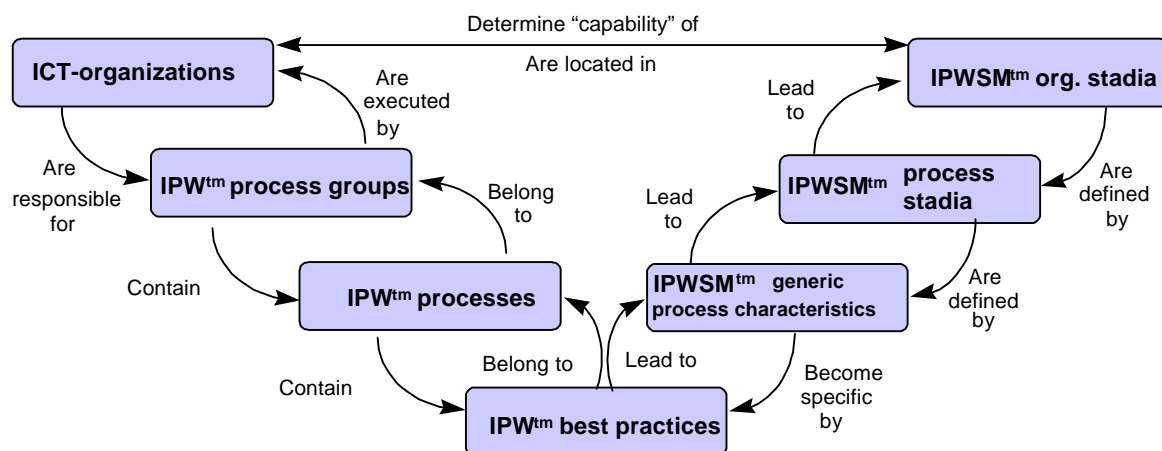 Determine “capability” of
ICT-organizations
Are located in
IPWSMtm org. stadia
Are
executed
by
Lead
to
Are
responsible
for
IPWtm process groups
Belong
to
Lead
to
IPWSMtm process
stadia
Are
defined
by
Contain
IPWtm processes
IPWSMtm generic
process characteristics
Are
defined
by
Contain
Belong to
Lead to
Become
specific
by
IPWtm best practices